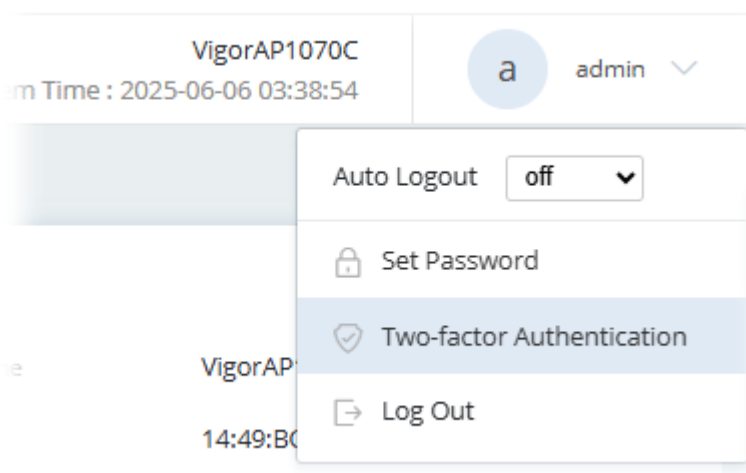 VigorAP1070C
em Time : 2025-06-06 03:38:54
a
admin
Auto Logout
off
Set Password
Two-factor Authentication
VigorAP
Log Out
14:49:BC